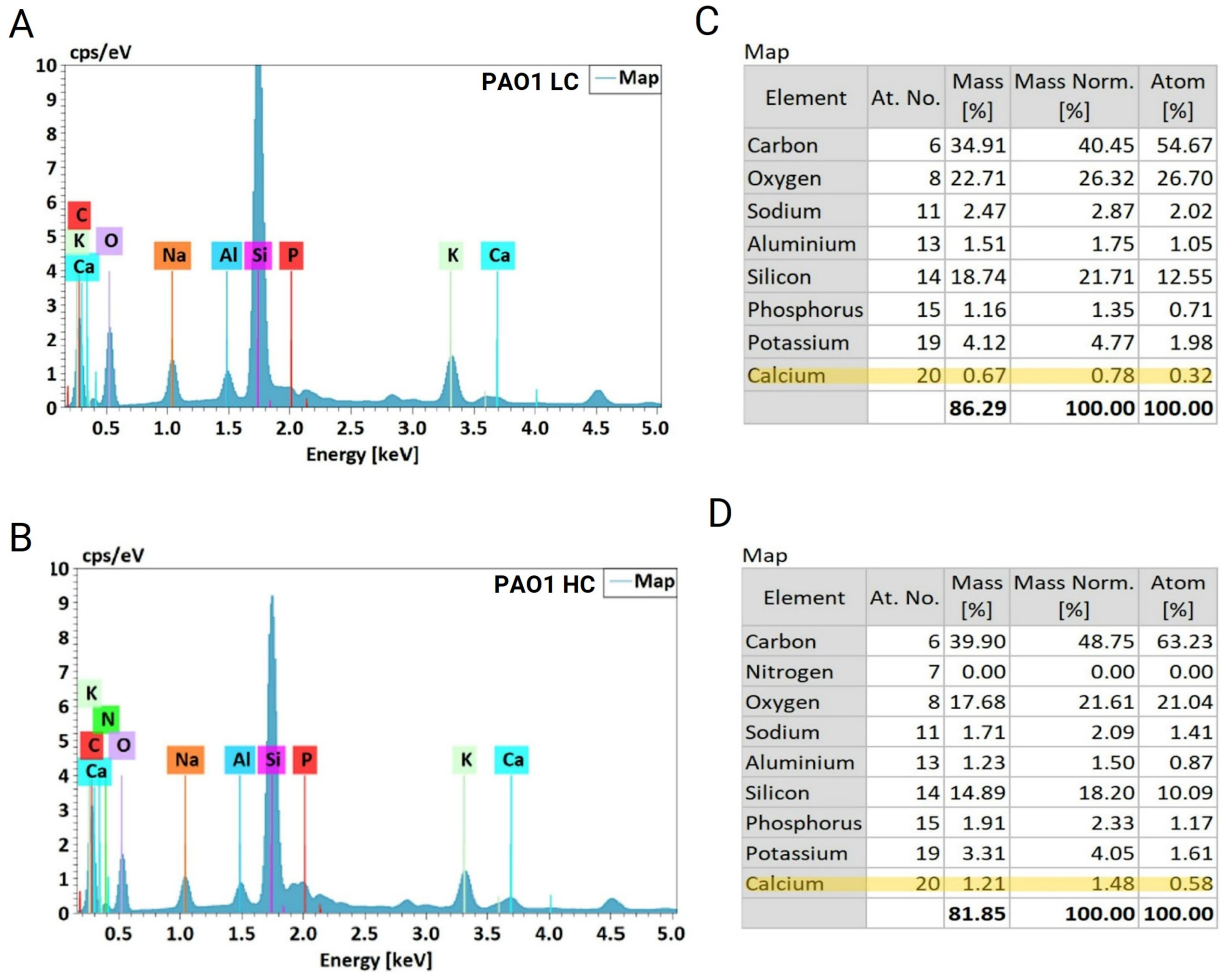 A
cps/eV
PAO1 LC
Map
10
9
8
7
6
5
4
3
2
1
0
C
K
Ca
O
Na
Al
Si
P
K
Ca
0.5 1.0 1.5 2.0 2.5 3.0 3.5 4.0 4.5 5.0
Energy [keV]
C
Map
Element At. No. Mass [%] Mass Norm. [%] Atom [%]
Carbon 6 34.91 40.45 54.67
Oxygen 8 22.71 26.32 26.70
Sodium 11 2.47 2.87 2.02
Aluminium 13 1.51 1.75 1.05
Silicon 14 18.74 21.71 12.55
Phosphorus 15 1.16 1.35 0.71
Potassium 19 4.12 4.77 1.98
Calcium 20 0.67 0.78 0.32
86.29 100.00 100.00
B
cps/eV
PAO1 HC
Map
10
9
8
7
6
5
4
3
2
1
0
K
N
C
O
Ca
Na
Al
Si
P
K
Ca
0.5 1.0 1.5 2.0 2.5 3.0 3.5 4.0 4.5 5.0
Energy [keV]
D
Map
Element At. No. Mass [%] Mass Norm. [%] Atom [%]
Carbon 6 39.90 48.75 63.23
Nitrogen 7 0.00 0.00 0.00
Oxygen 8 17.68 21.61 21.04
Sodium 11 1.71 2.09 1.41
Aluminium 13 1.23 1.50 0.87
Silicon 14 14.89 18.20 10.09
Phosphorus 15 1.91 2.33 1.17
Potassium 19 3.31 4.05 1.61
Calcium 20 1.21 1.48 0.58
81.85 100.00 100.00